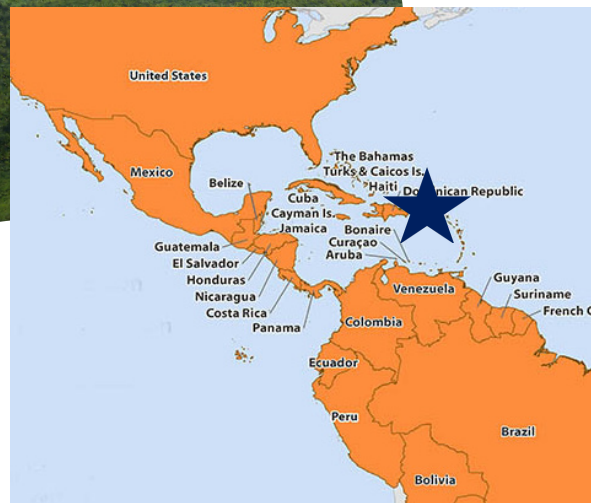 United States
Mexico
The Bahamas
Turks & Caicos Is.
Haiti
Dominican Republic
Belize
Cuba
Cayman Is.
Jamaica
Bonaire
Curaçao
Aruba
Guatemala
El Salvador
Honduras
Nicaragua
Costa Rica
Panama
Venezuela
Guyana
Suriname
French
Colombia
Ecuador
Peru
Brazil
Bolivia